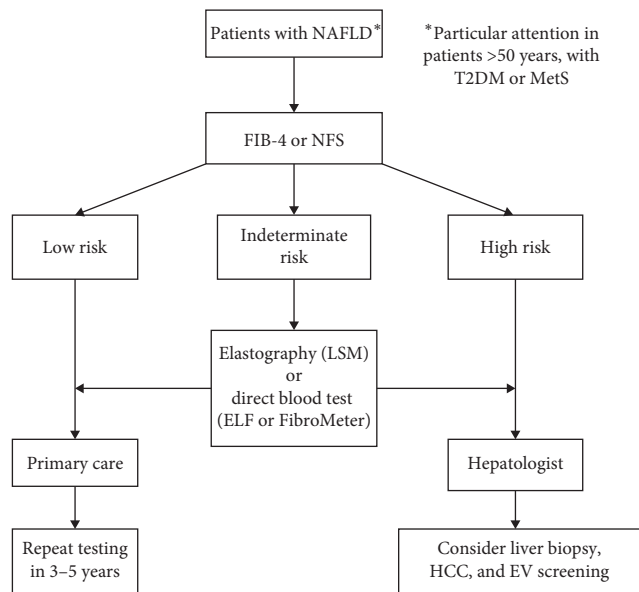 Patients with NAFLD*
*Particular attention in
patients >50 years, with
T2DM or MetS
FIB-4 or NFS
Low risk
Indeterminate
risk
High risk
Elastography (LSM)
or
direct blood test
(ELF or FibroMeter)
Primary care
Hepatologist
Repeat testing
in 3–5 years
Consider liver biopsy,
HCC, and EV screening